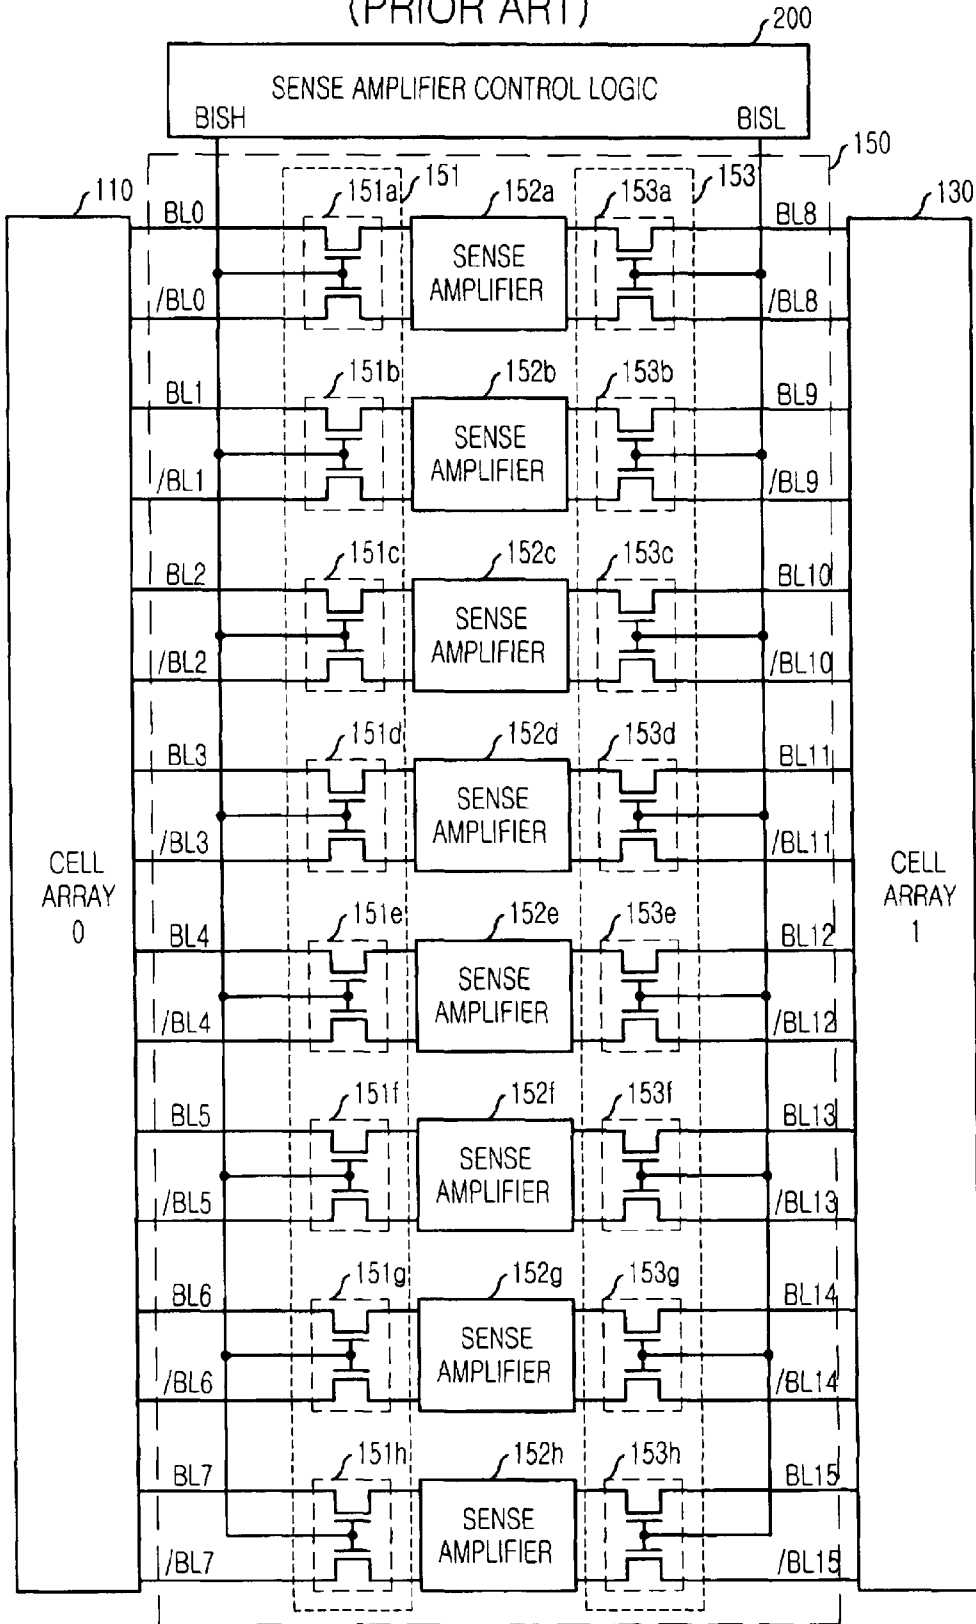 (PRIOR ART)
200
SENSE AMPLIFIER CONTROL LOGIC
BISH BISL
150
110 151a 151 152a 153a 153 130
BL0 BL8
SENSE
AMPLIFIER
/BL0 /BL8
151b 152b 153b
BL1 BL9
SENSE
AMPLIFIER
/BL1 /BL9
151c 152c 153c
BL2 BL10
SENSE
AMPLIFIER
/BL2 /BL10
151d 152d 153d
BL3 BL11
SENSE
AMPLIFIER
/BL3 /BL11
CELL
ARRAY
0
CELL
ARRAY
1
151e 152e 153e
BL4 BL12
SENSE
AMPLIFIER
/BL4 /BL12
151f 152f 153f
BL5 BL13
SENSE
AMPLIFIER
/BL5 /BL13
151g 152g 153g
BL6 BL14
SENSE
AMPLIFIER
/BL6 /BL14
151h 152h 153h
BL7 BL15
SENSE
AMPLIFIER
/BL7 /BL15